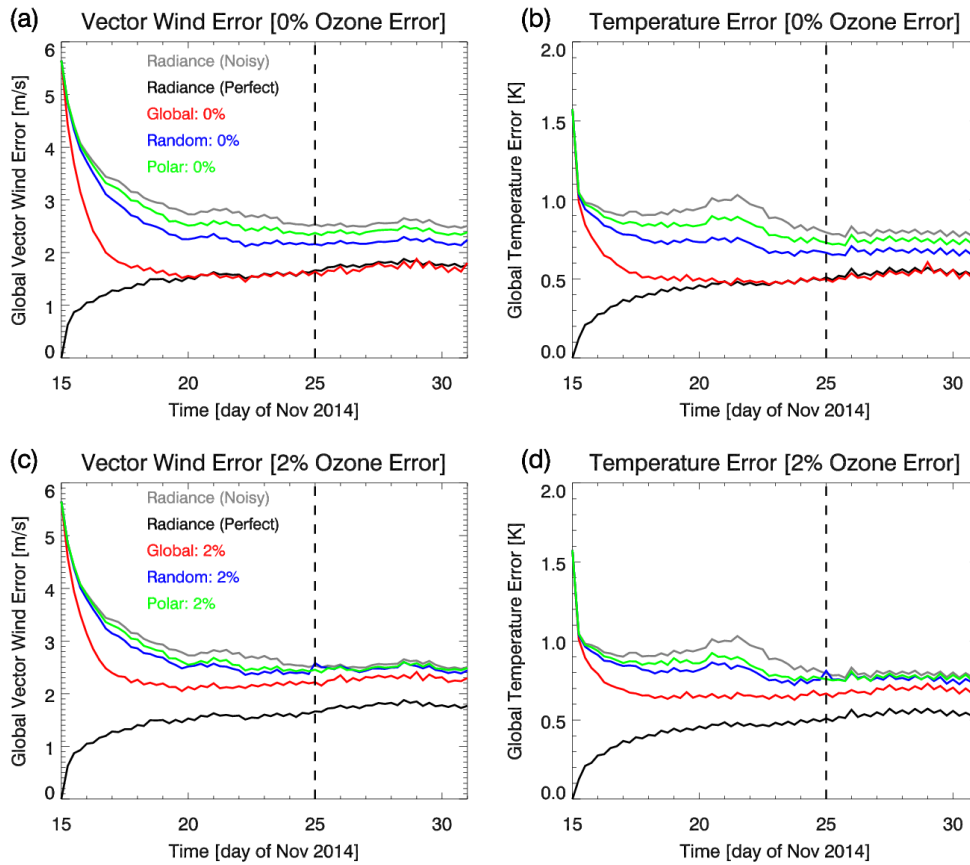 (a) Vector Wind Error [0% Ozone Error]
Global Vector Wind Error [m/s]
6
5
4
3
2
1
0
Radiance (Noisy)
Radiance (Perfect)
Global: 0%
Random: 0%
Polar: 0%
15 20 25 30
Time [day of Nov 2014]
(b) Temperature Error [0% Ozone Error]
Global Temperature Error [K]
2.0
1.5
1.0
0.5
0.0
15 20 25 30
Time [day of Nov 2014]
(c) Vector Wind Error [2% Ozone Error]
Global Vector Wind Error [m/s]
6
5
4
3
2
1
0
Radiance (Noisy)
Radiance (Perfect)
Global: 2%
Random: 2%
Polar: 2%
15 20 25 30
Time [day of Nov 2014]
(d) Temperature Error [2% Ozone Error]
Global Temperature Error [K]
2.0
1.5
1.0
0.5
0.0
15 20 25 30
Time [day of Nov 2014]